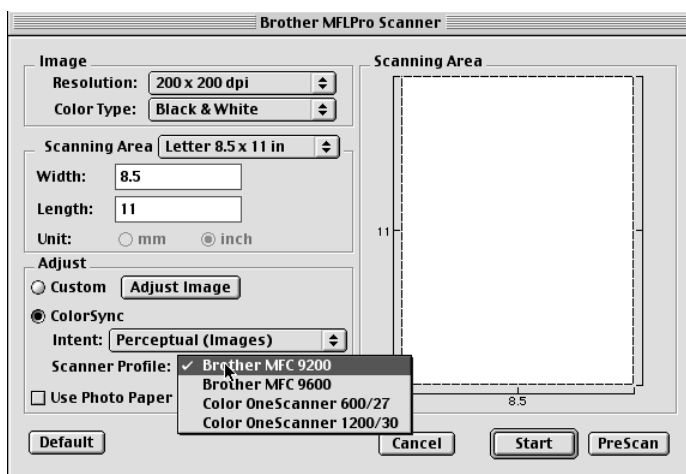 Brother MFLPro Scanner
Image
Resolution: 200 x 200 dpi
Color Type: Black & White
Scanning Area Letter 8.5 x 11 in
Width: 8.5
Length: 11
Unit: mm inch
Adjust
Custom Adjust Image
ColorSync
Intent: Perceptual (Images)
Scanner Profile: ✓ Brother MFC 9200
Brother MFC 9600
Color OneScanner 600/27
Color OneScanner 1200/30
Use Photo Paper
Default
Scanning Area
11
8.5
Cancel Start PreScan